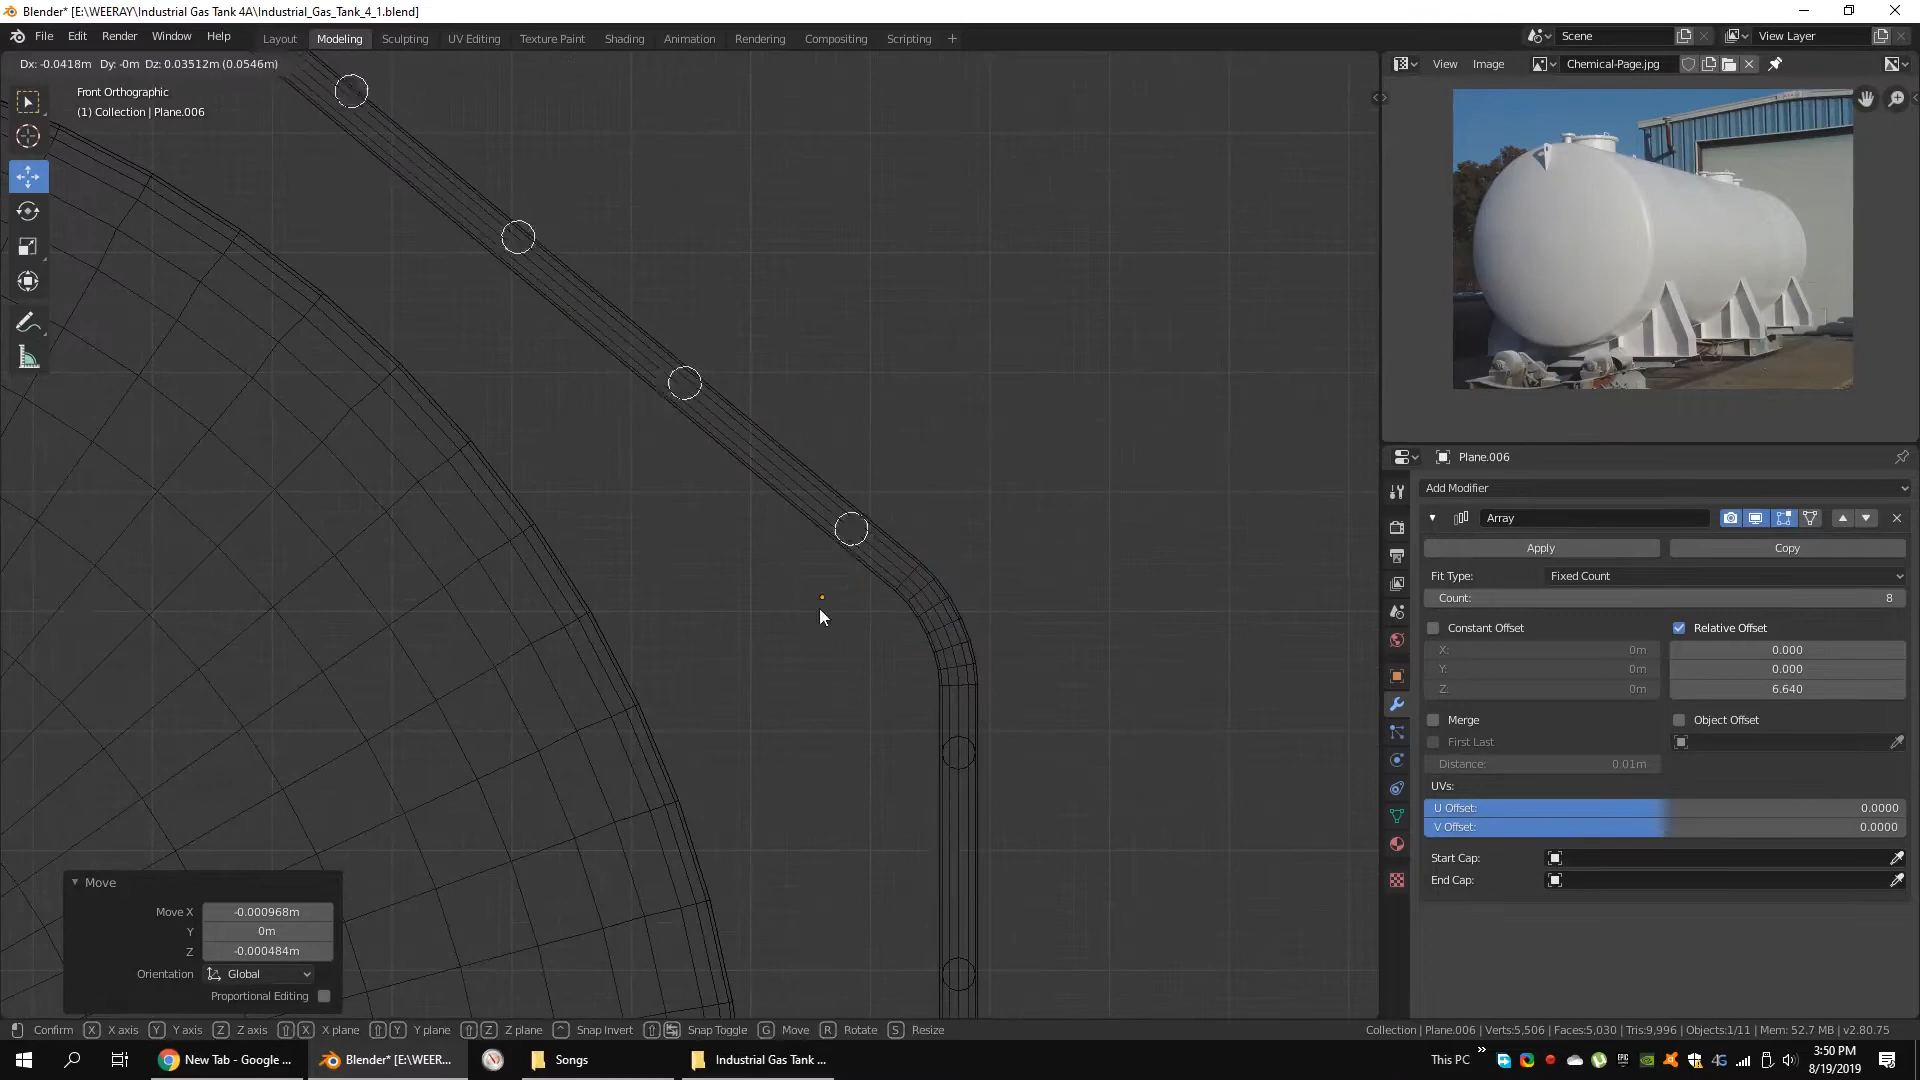 Blender* [E:\WEERAY\Industrial Gas Tank 4A\Industrial_Gas_Tank_4_1.blend]
File Edit Render Window Help Layout Modeling Sculpting UV Editing Texture Paint Shading Animation Rendering Compositing Scripting + Scene View Layer
Dx: -0.0418m Dy: -0m Dz: 0.03512m (0.0546m)
View Image Chemical-Page.jpg
Front Orthographic
(1) Collection | Plane.006
Plane.006
Add Modifier
Array
Apply Copy
Fit Type: Fixed Count
Count: 8
Constant Offset Relative Offset
X: 0m 0.000
Y: 0m 0.000
Z: 0m 6.640
Merge Object Offset
First Last
Distance: 0.01m
UVs:
U Offset: 0.0000
V Offset: 0.0000
Start Cap:
End Cap:
Move
Move X -0.000968m
Y 0m
Z -0.000484m
Orientation Global
Proportional Editing
Confirm X X axis Y Y axis Z Z axis X X plane Y Y plane Z Z plane Snap Invert Snap Toggle G Move R Rotate S Resize
Collection | Plane.006 | Verts:5,506 | Faces:5,030 | Tris:9,996 | Objects:1/11 | Mem: 52.7 MB | v2.80.75
New Tab - Google ... Blender* [E:\WEER... Songs Industrial Gas Tank ... This PC 4G
3:50 PM
8/19/2019